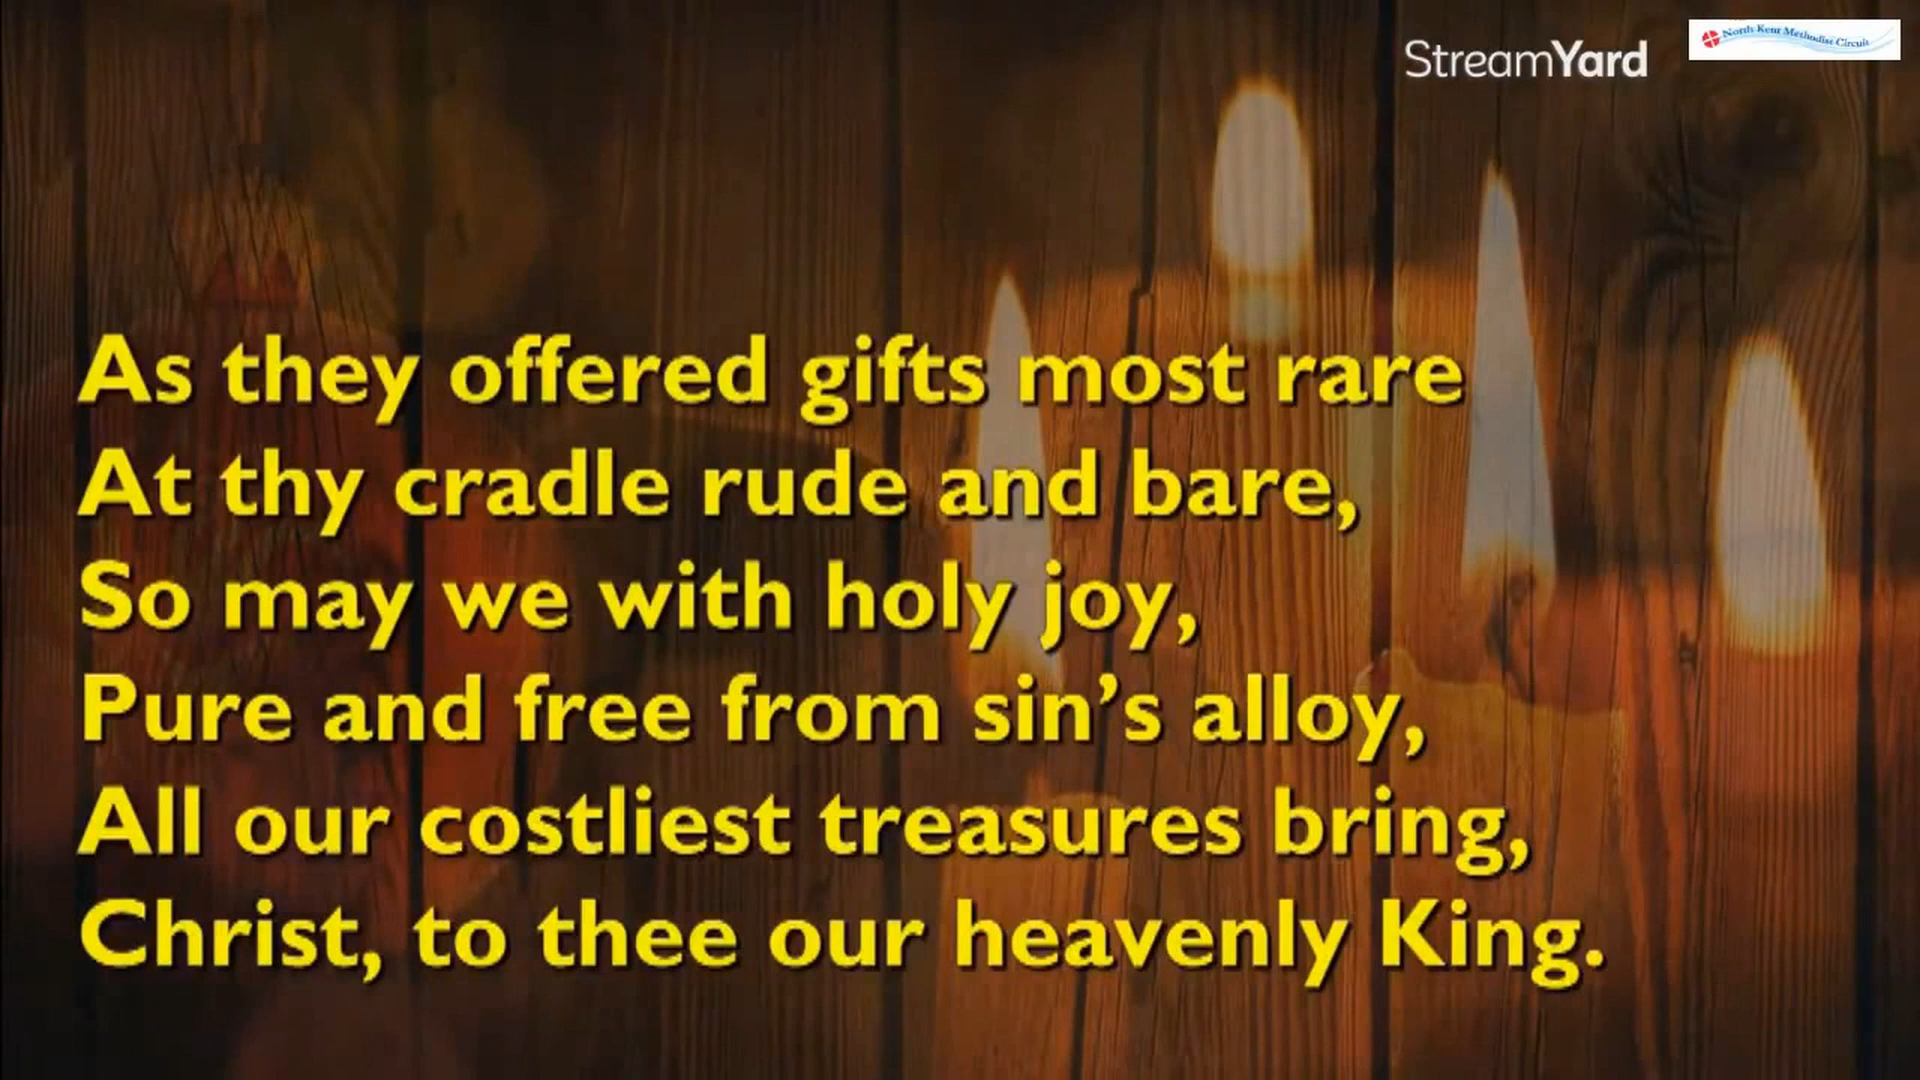 StreamYard
North Kent Methodist Circuit
As they offered gifts most rare
At thy cradle rude and bare,
So may we with holy joy,
Pure and free from sin’s alloy,
All our costliest treasures bring,
Christ, to thee our heavenly King.